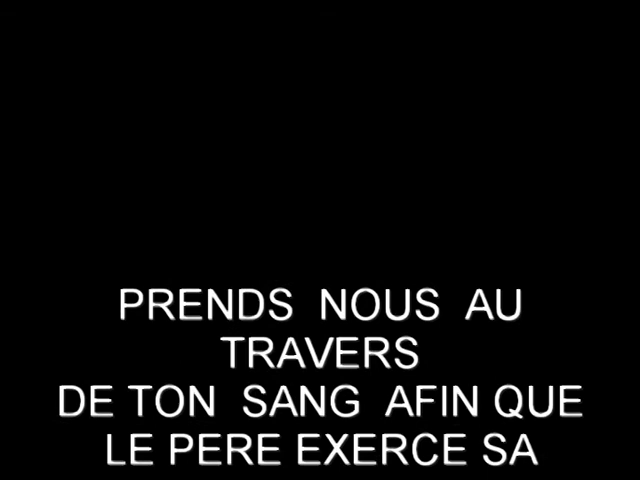 PRENDS NOUS AU
TRAVERS
DE TON SANG AFIN QUE
LE PERE EXERCE SA